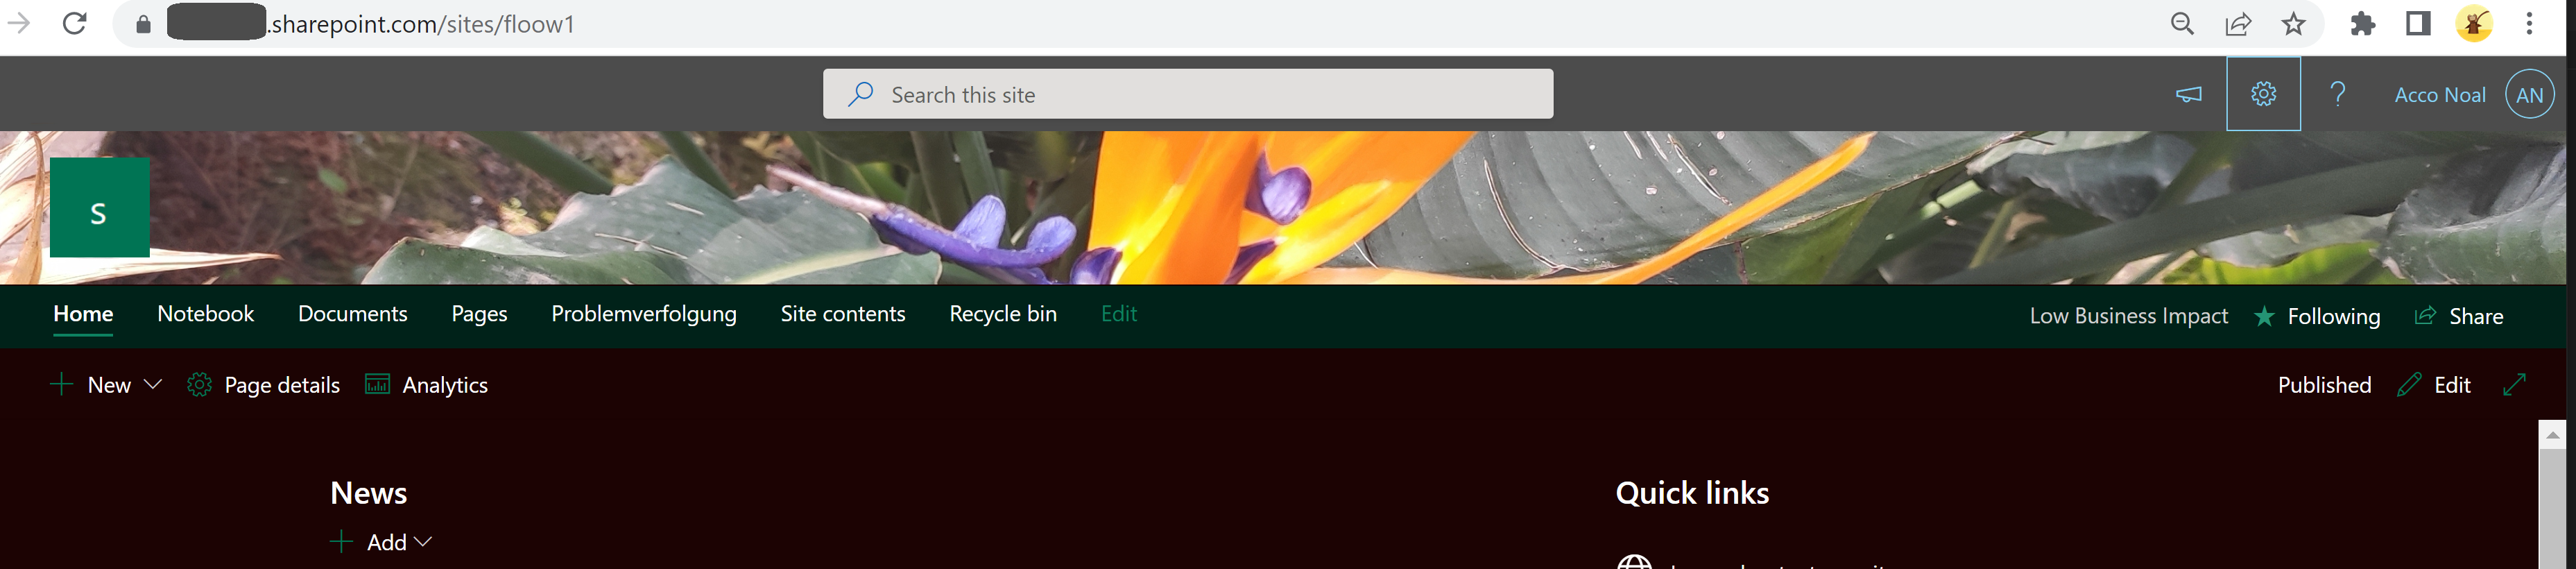 .sharepoint.com/sites/floow1
Search this site
? Acco Noal AN
S
Home Notebook Documents Pages Problemverfolgung Site contents Recycle bin Edit Low Business Impact Following Share
New Page details Analytics Published Edit
News Quick links
Add